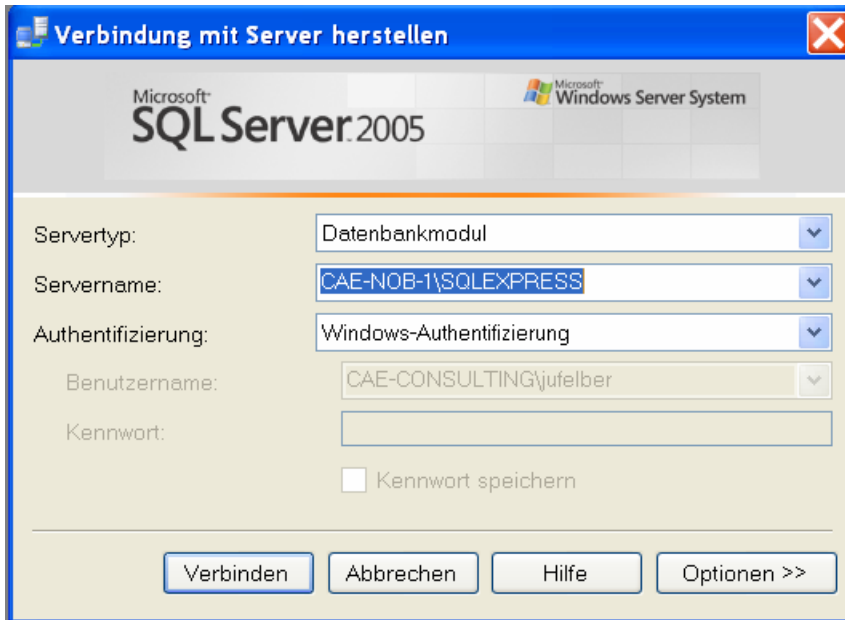 Verbindung mit Server herstellen
Microsoft
SQL Server 2005
Microsoft
Windows Server System
Servertyp: Datenbankmodul
Servername: CAE-NOB-1\SQLEXPRESS
Authentifizierung: Windows-Authentifizierung
Benutzername: CAE-CONSULTING\jufelber
Kennwort:
Kennwort speichern
Verbinden Abbrechen Hilfe Optionen >>